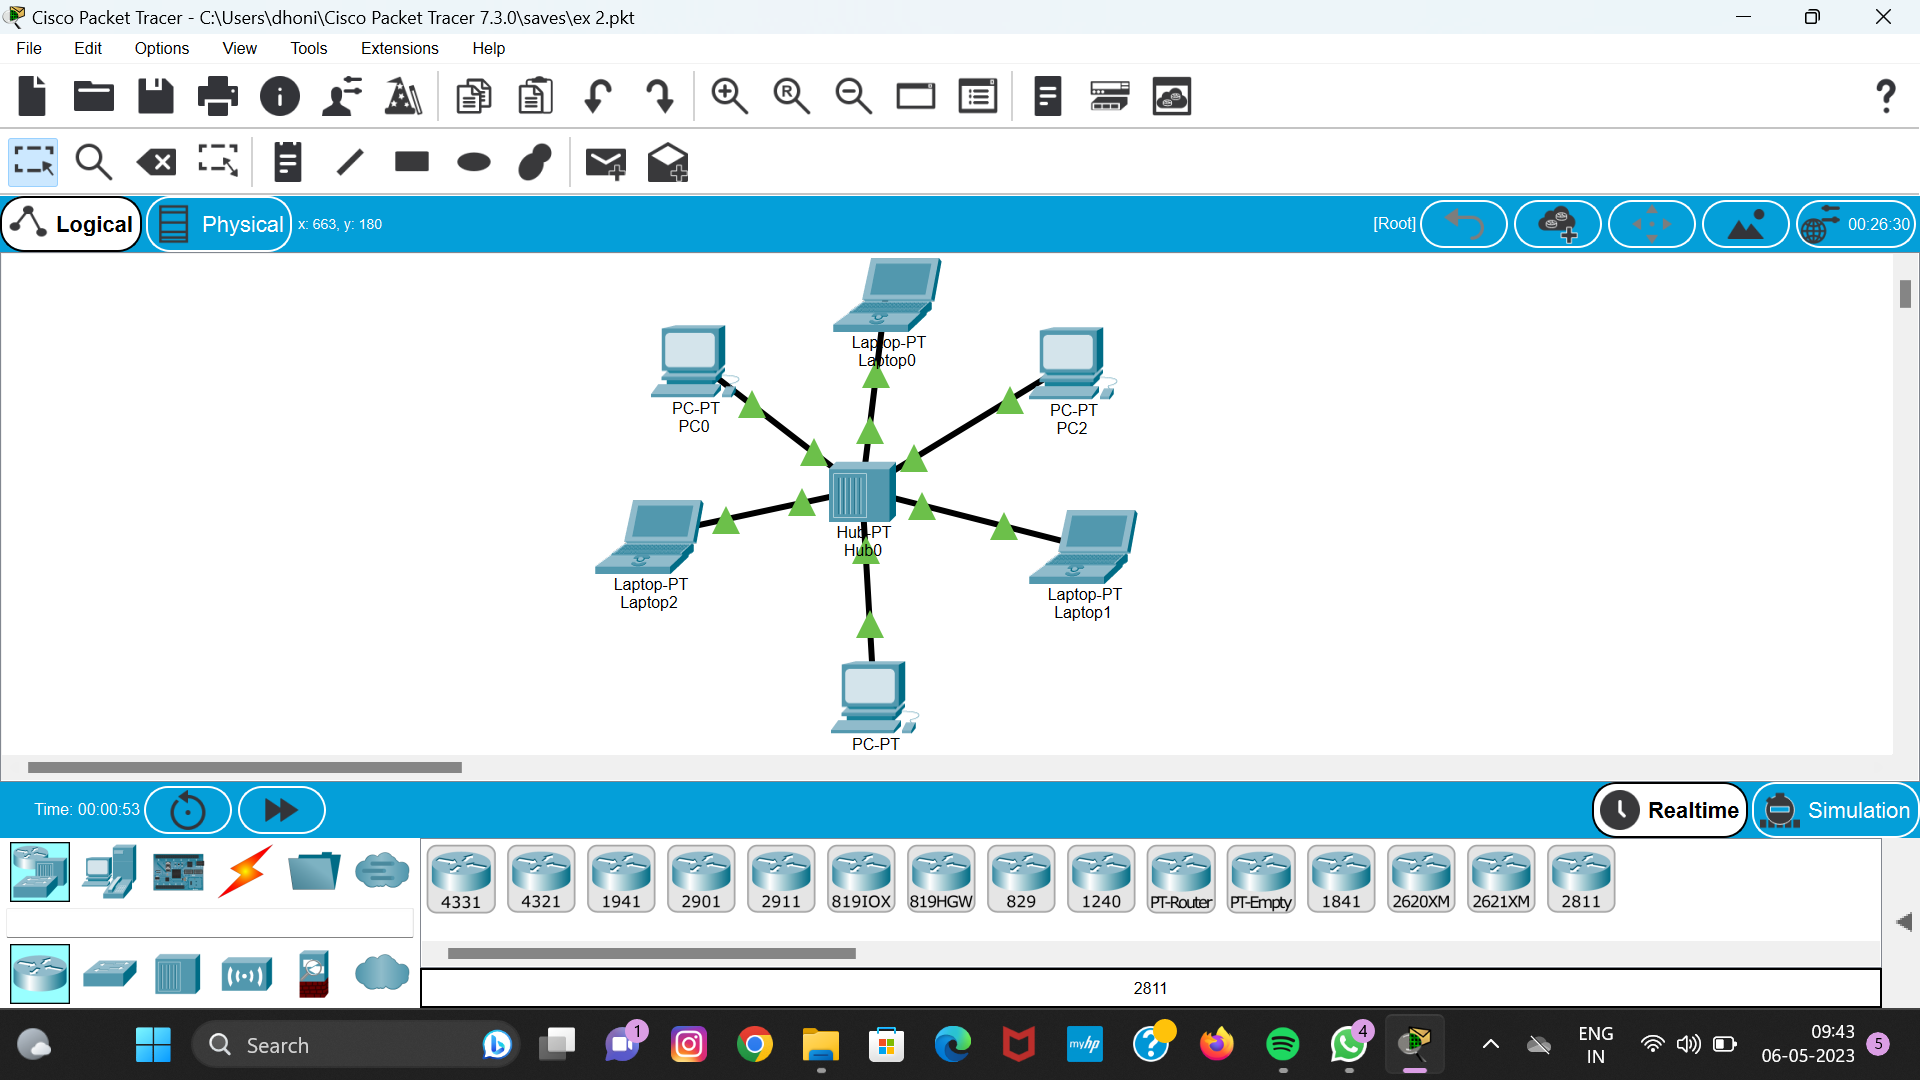 Cisco Packet Tracer - C:\Users\dhoni\Cisco Packet Tracer 7.3.0\saves\ex 2.pkt
File Edit Options View Tools Extensions Help
Logical Physical x: 663, y: 180 [Root] 00:26:30
Laptop-PT
Laptop0
PC-PT
PC0
PC-PT
PC2
Hub-PT
Hub0
Laptop-PT
Laptop2
Laptop-PT
Laptop1
PC-PT
Time: 00:00:53 Realtime Simulation
4331 4321 1941 2901 2911 819IOX 819HGW 829 1240 PT-Router PT-Empty 1841 2620XM 2621XM 2811
2811
Search 1 myhp ? 4 ENG
IN
09:43
06-05-2023 5